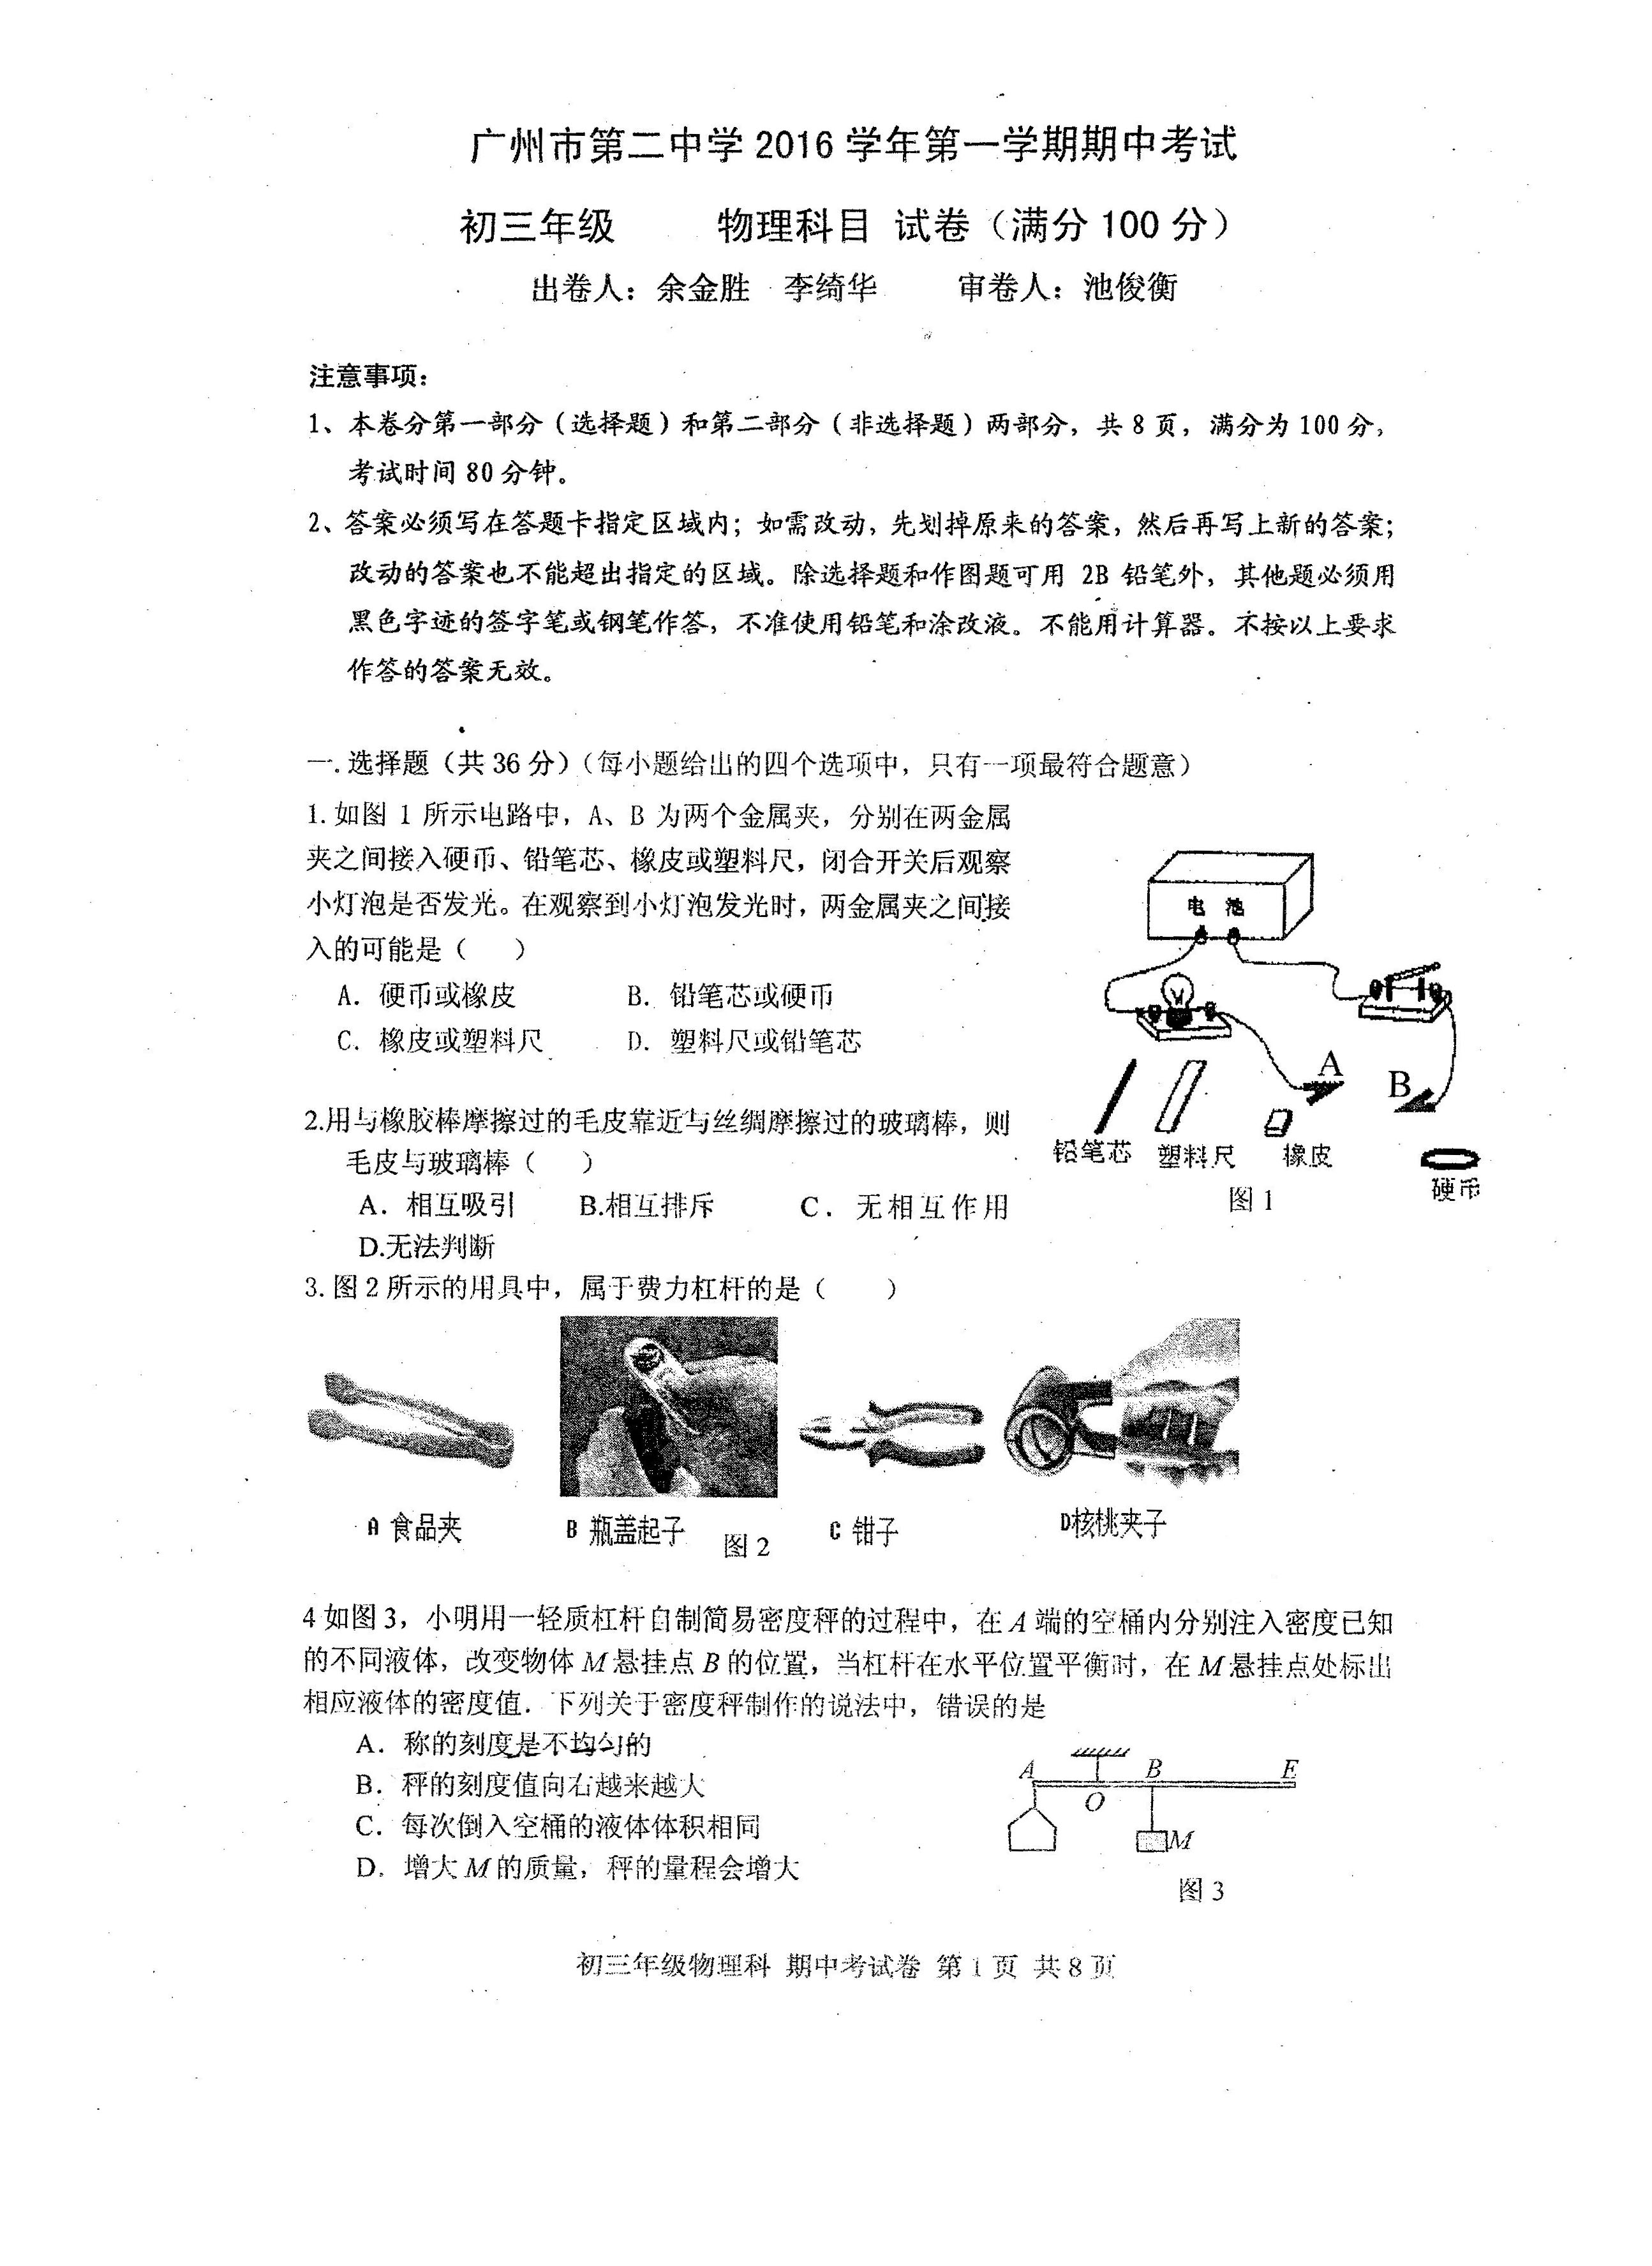 广州市第二中学 2016 学年第一学期期中考试
初三年级 物理科目 试卷（满分 100 分）
出卷人：余金胜 李绮华 审卷人：池俊衡
注意事项：
1、本卷分第一部分（选择题）和第二部分（非选择题）两部分，共 8 页，满分为 100 分，
考试时间 80 分钟。
2、答案必须写在答题卡指定区域内；如需改动，先划掉原来的答案，然后再写上新的答案；
改动的答案也不能超出指定的区域。除选择题和作图题可用 2B 铅笔外，其他题必须用
黑色字迹的签字笔或钢笔作答，不准使用铅笔和涂改液。不能用计算器。不按以上要求
作答的答案无效。
一. 选择题（共 36 分）（每小题给出的四个选项中，只有一项最符合题意）
1. 如图 1 所示电路中，A、B 为两个金属夹，分别在两金属
夹之间接入硬币、铅笔芯、橡皮或塑料尺，闭合开关后观察
小灯泡是否发光。在观察到小灯泡发光时，两金属夹之间接
入的可能是（ ）
A. 硬币或橡皮 B. 铅笔芯或硬币
C. 橡皮或塑料尺 D. 塑料尺或铅笔芯
电 池
A B
铅笔芯 塑料尺 橡皮
硬币
图 1
2.用与橡胶棒摩擦过的毛皮靠近与丝绸摩擦过的玻璃棒，则
毛皮与玻璃棒（ ）
A．相互吸引 B.相互排斥 C．无相互作用
D.无法判断
3. 图 2 所示的用具中，属于费力杠杆的是（ ）
A 食品夹 B 瓶盖起子 C 钳子 D核桃夹子
图 2
4 如图 3，小明用一轻质杠杆自制简易密度秤的过程中，在 A 端的空桶内分别注入密度已知
的不同液体，改变物体 M 悬挂点 B 的位置，当杠杆在水平位置平衡时，在 M 悬挂点处标出
相应液体的密度值．下列关于密度秤制作的说法中，错误的是
A．称的刻度是不均匀的
B．秤的刻度值向右越来越大
C．每次倒入空桶的液体体积相同
D．增大 M 的质量，秤的量程会增大
A B E
O
M
图 3
初三年级物理科 期中考试卷 第 1 页 共 8 页